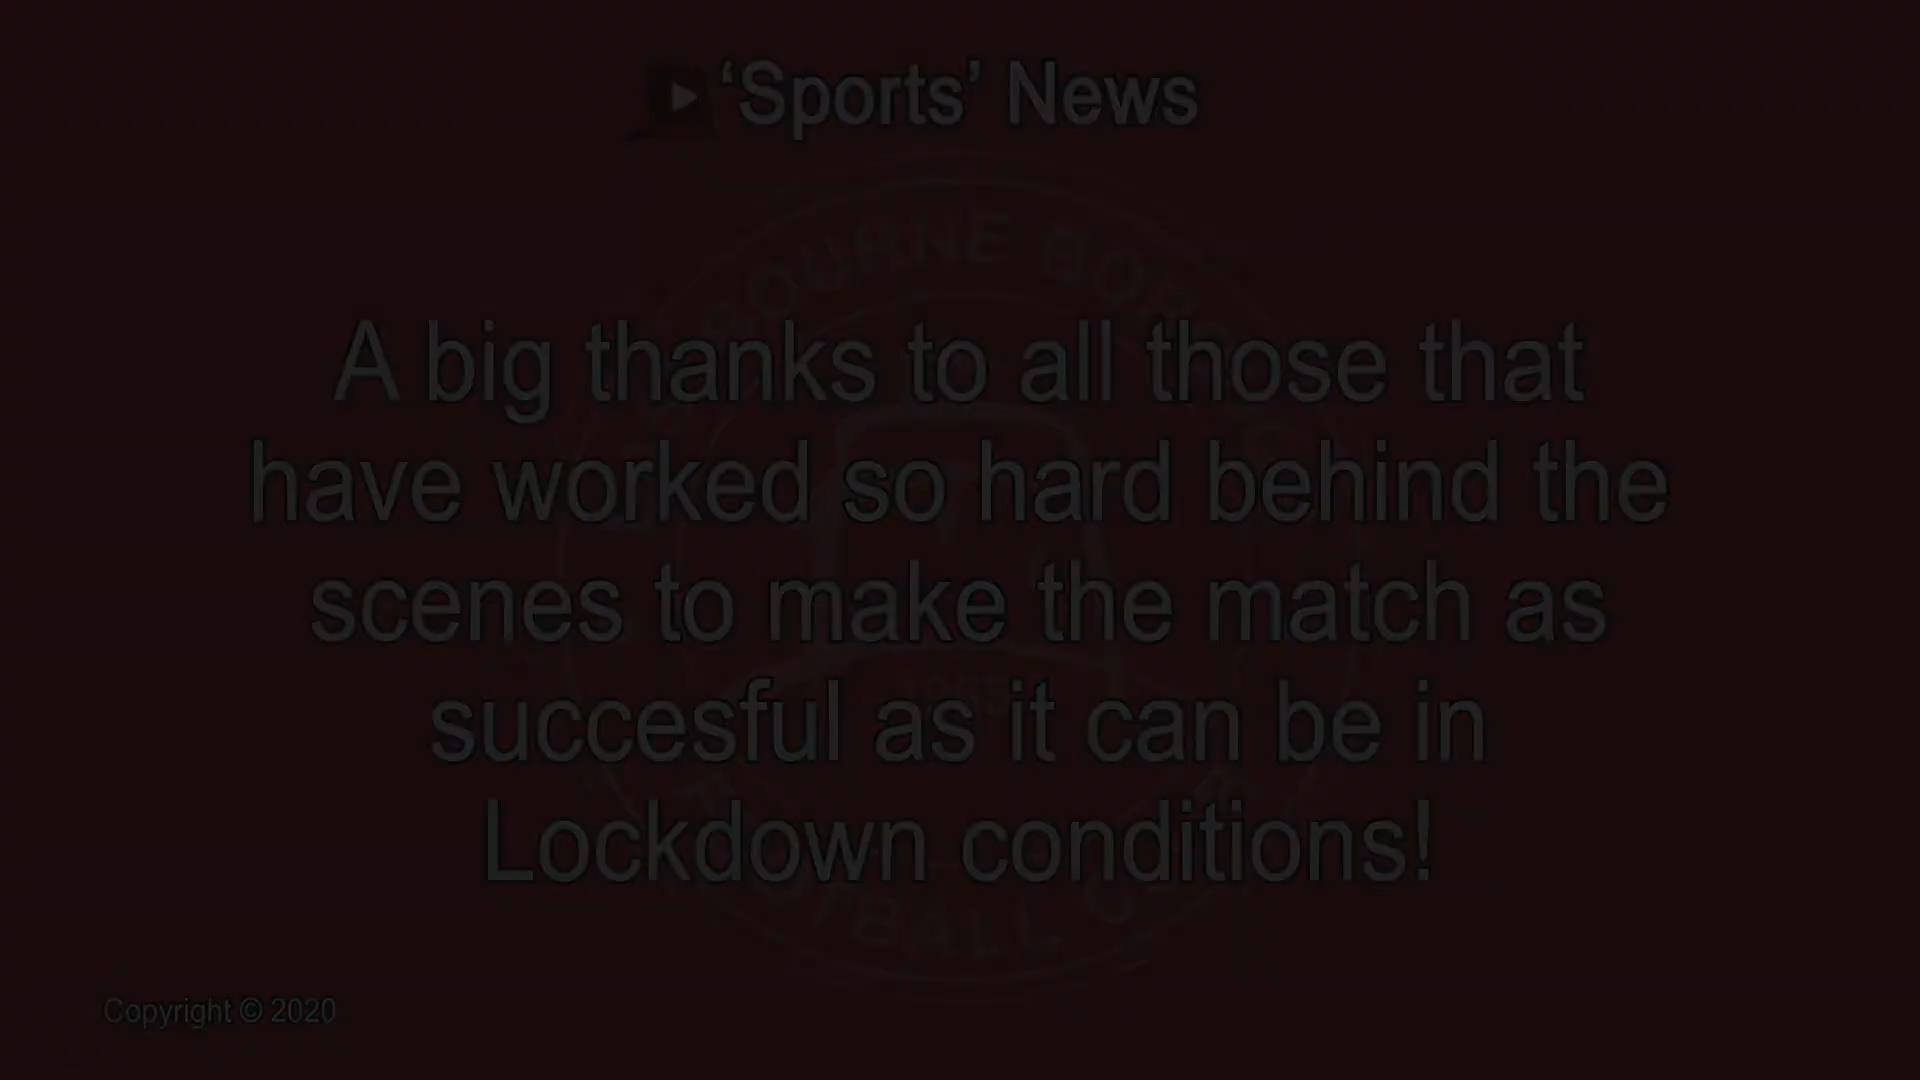 ‘Sports’ News
A big thanks to all those that
have worked so hard behind the
scenes to make the match as
succesful as it can be in
Lockdown conditions!
Copyright © 2020